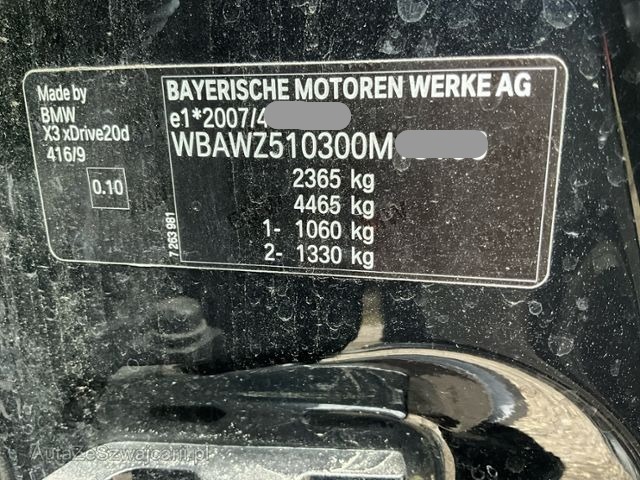 Made by
BMW
X3 xDrive20d
416/9
0.10
7 263 981
BAYERISCHE MOTOREN WERKE AG
e1*2007/4
WBAWZ510300M
2365 kg
4465 kg
1- 1060 kg
2- 1330 kg
AutazeSzwajcarii.pl